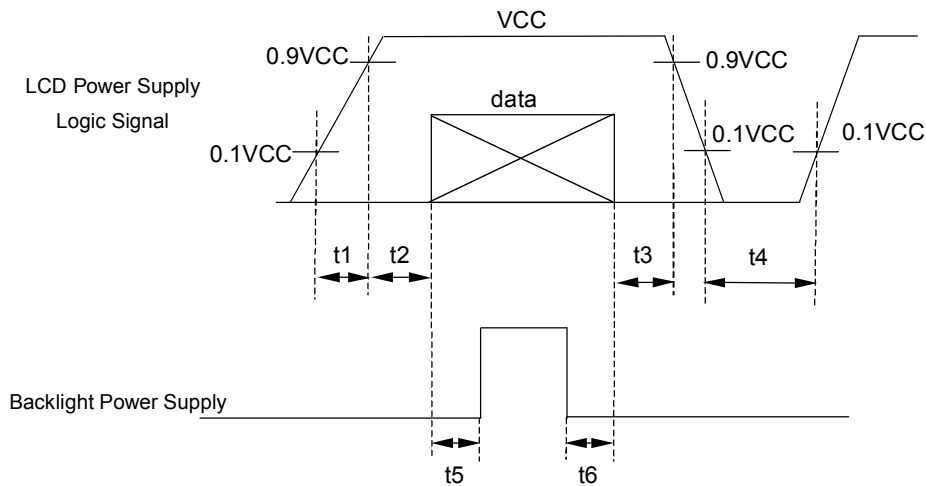 VCC
0.9VCC
0.9VCC
LCD Power Supply
Logic Signal
data
0.1VCC
0.1VCC
0.1VCC
t1
t2
t3
t4
Backlight Power Supply
t5
t6